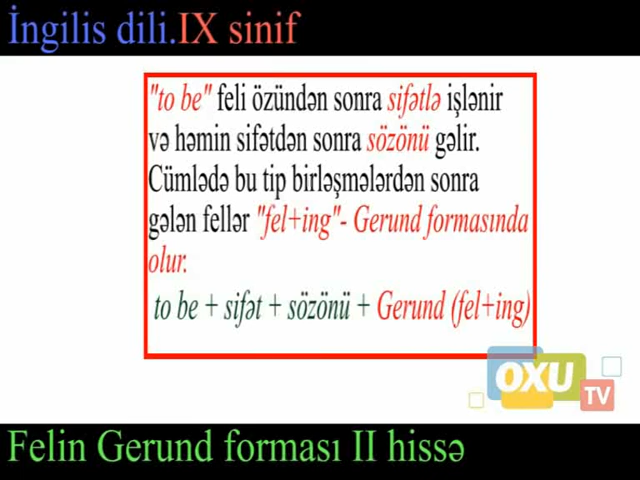 İngilis dili.IX sinif
"to be" feli özündən sonra sifətlə işlənir
və həmin sifətdən sonra sözönü gəlir.
Cümlədə bu tip birləşmələrdən sonra
gələn fellər "fel+ing"- Gerund formasında
olur.
to be + sifət + sözönü + Gerund (fel+ing)
OXU
TV
Felin Gerund forması II hissə